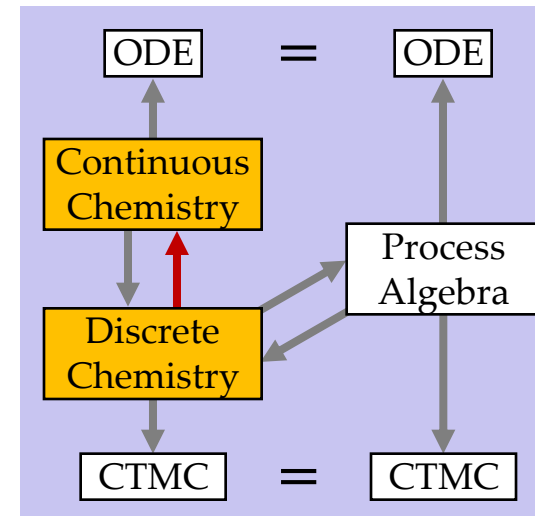 ODE = ODE
Continuous
Chemistry
Process
Algebra
Discrete
Chemistry
CTMC = CTMC